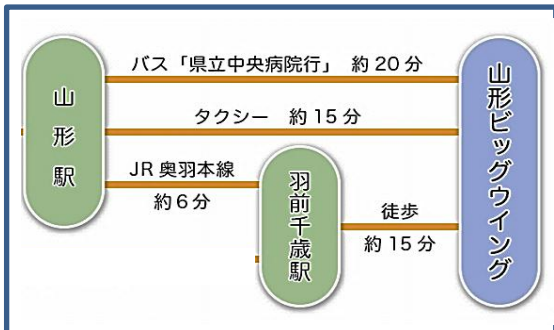 山形駅
バス「県立中央病院行」 約20分
タクシー 約15分
JR奥羽本線
約6分
羽前千歳駅
徒歩
約15分
山形ビッグウイング